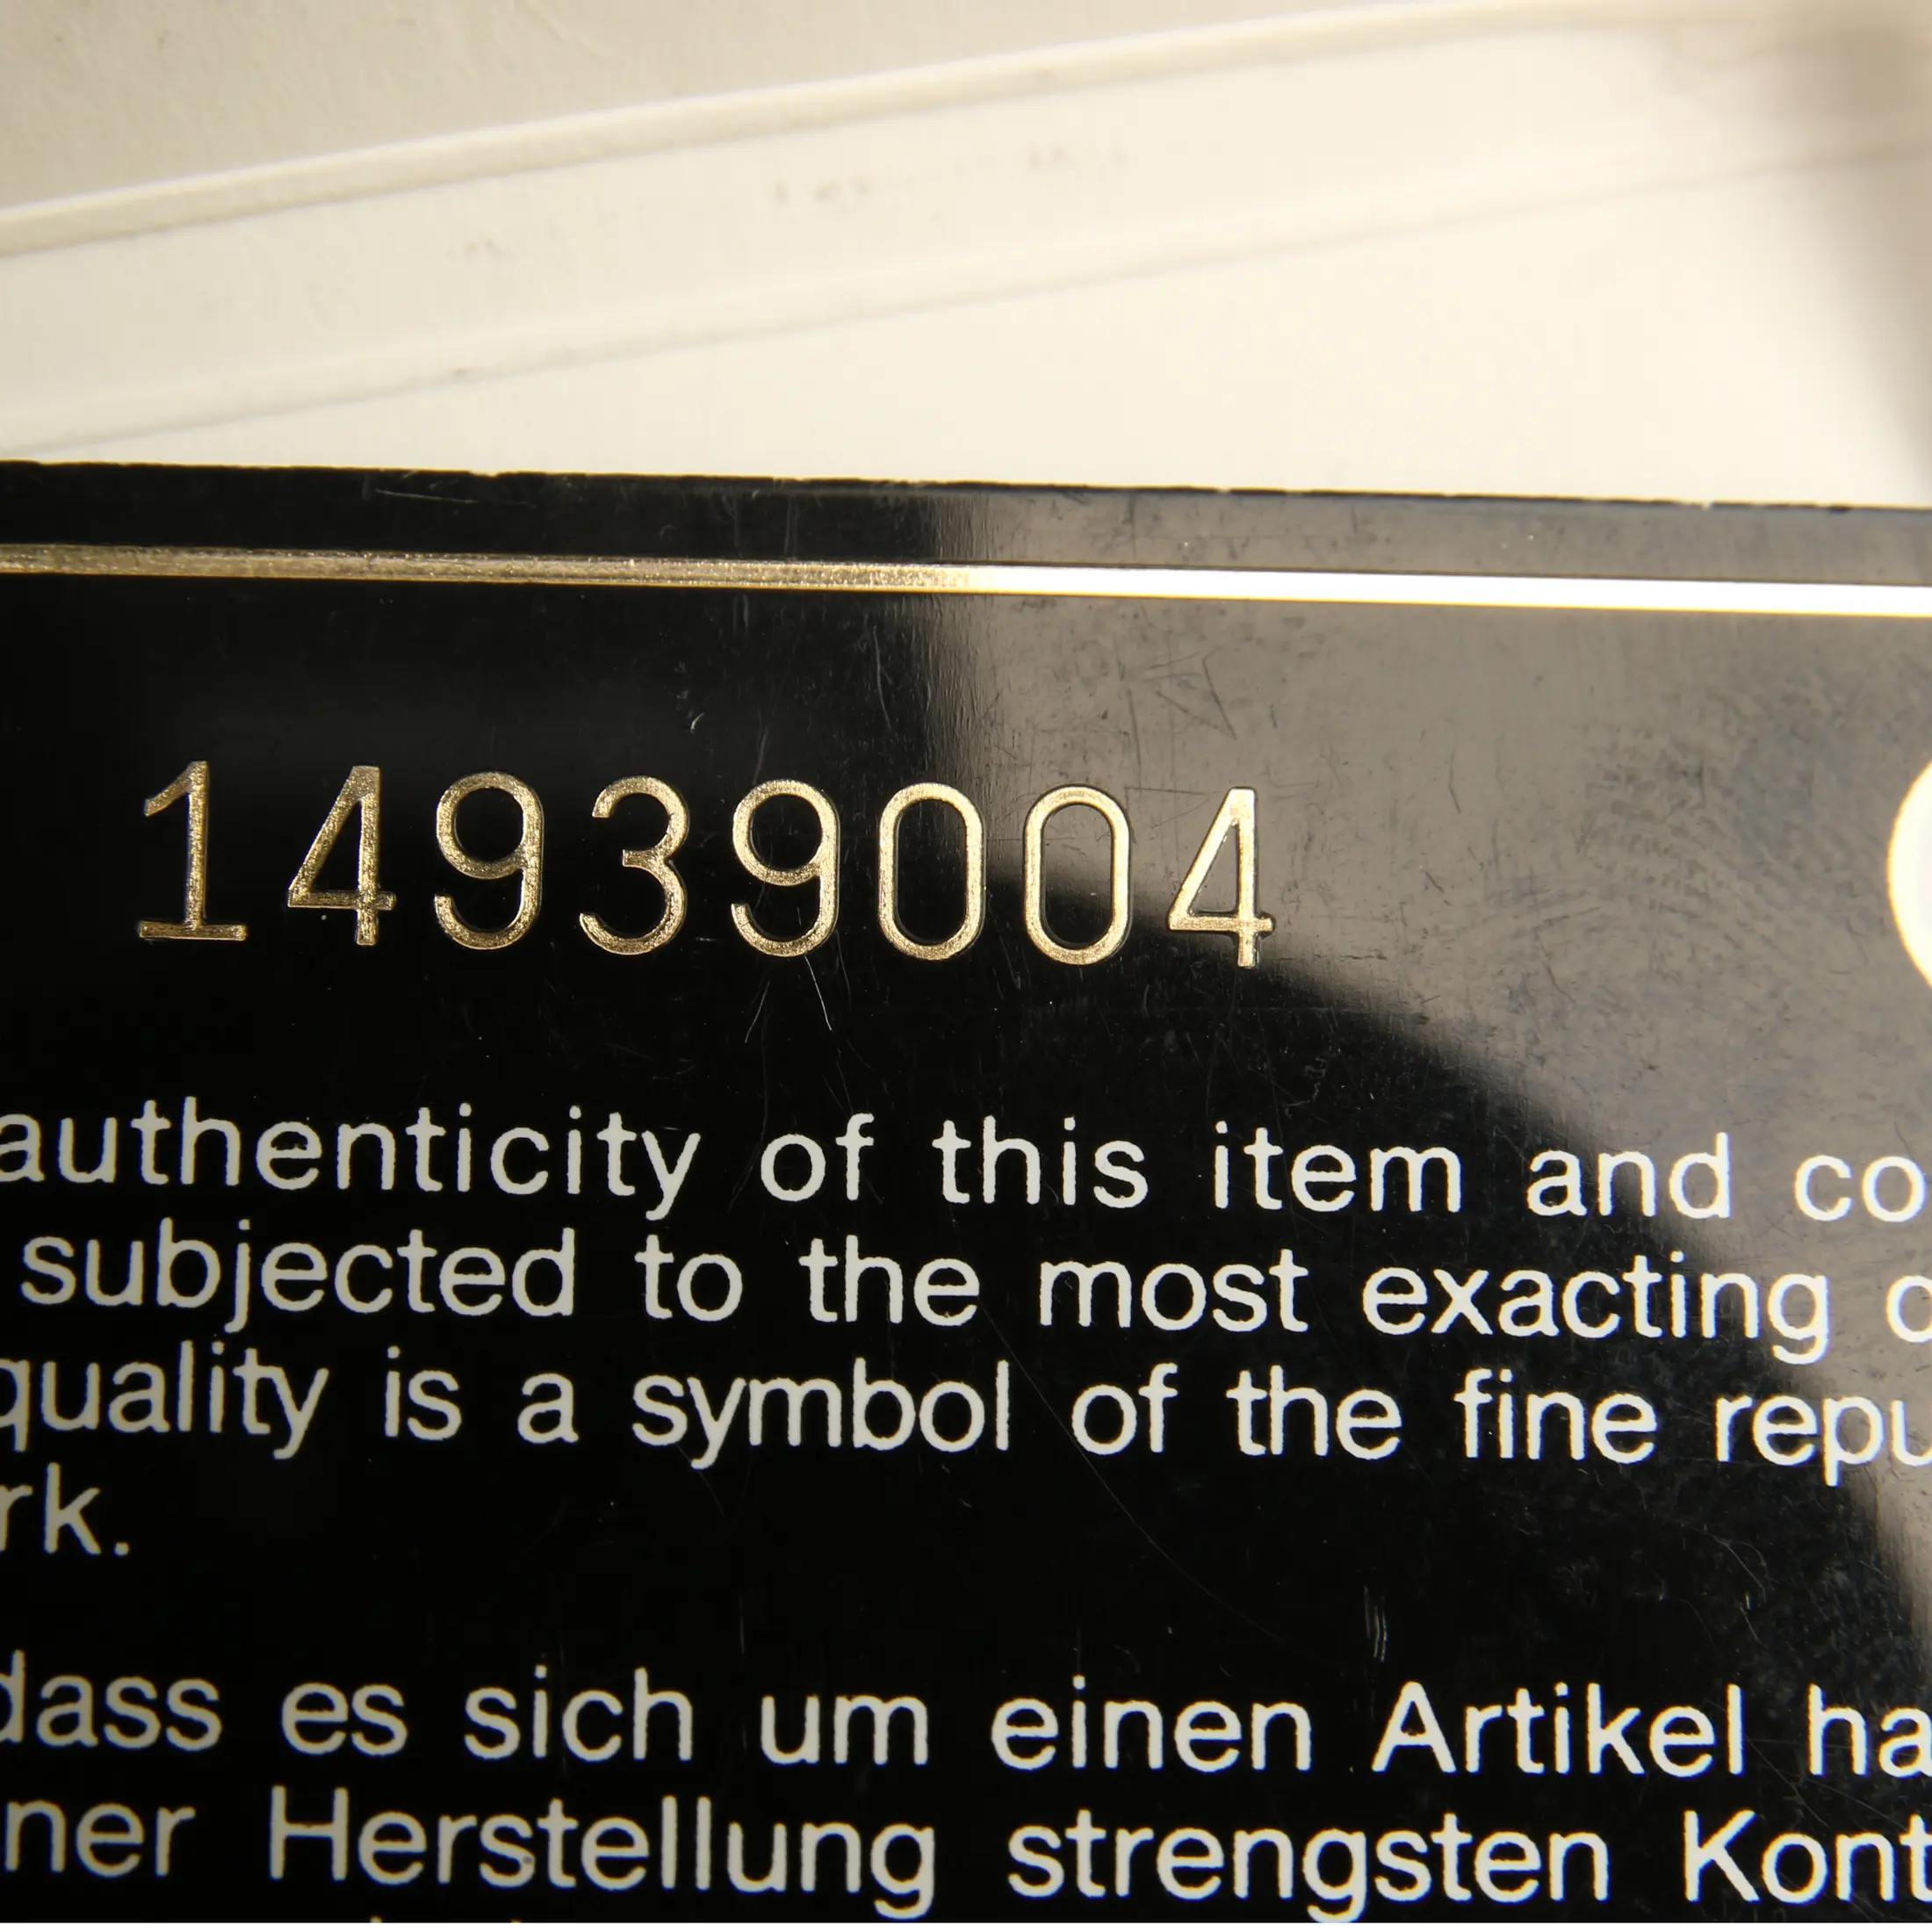 14939004
authenticity of this item and co
subjected to the most exacting
quality is a symbol of the fine repu
rk.
dass es sich um einen Artikel ha
ner Herstellung strengsten Kont